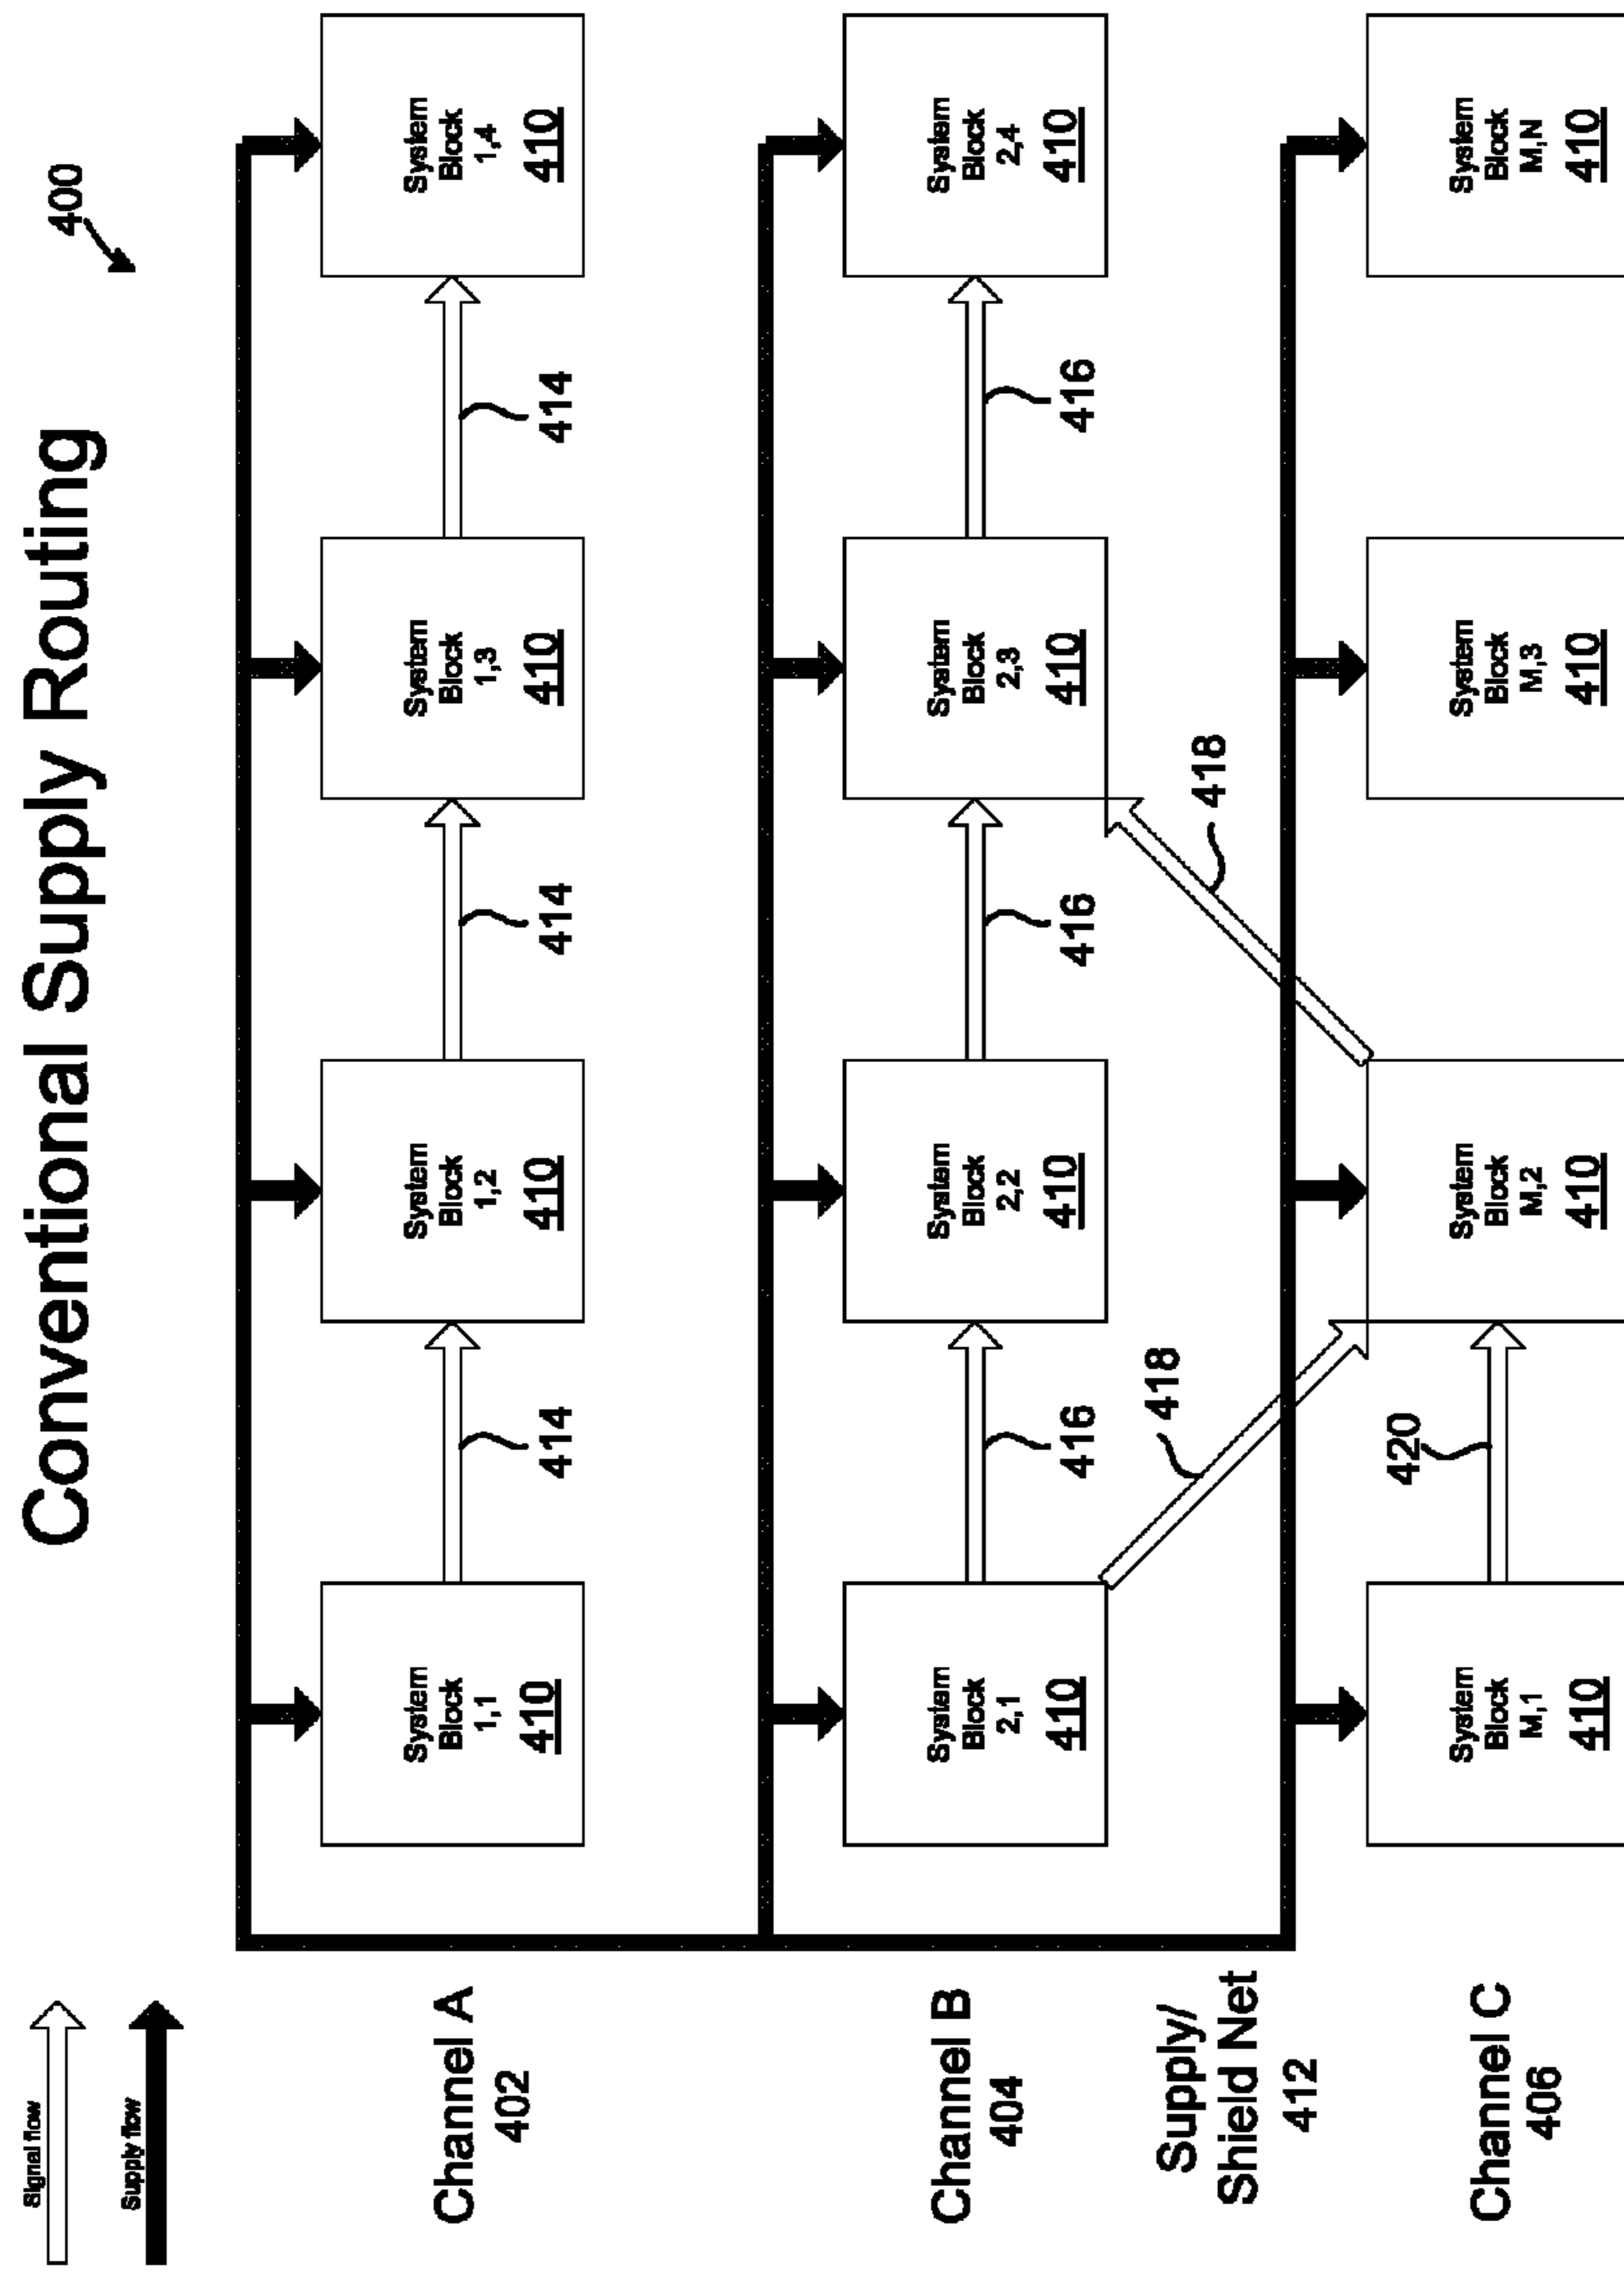 Conventional Supply Routing
400
Signal flow
Supply flow
Channel A
402
System
Block
1,1
410
414
System
Block
1,2
410
414
System
Block
1,3
410
414
System
Block
1,4
410
Channel B
404
System
Block
2,1
410
416
System
Block
2,2
410
416
System
Block
2,3
410
416
System
Block
2,4
410
Supply/
Shield Net
412
418
418
Channel C
406
System
Block
M,1
410
420
System
Block
M,2
410
System
Block
M,3
410
System
Block
M,N
410